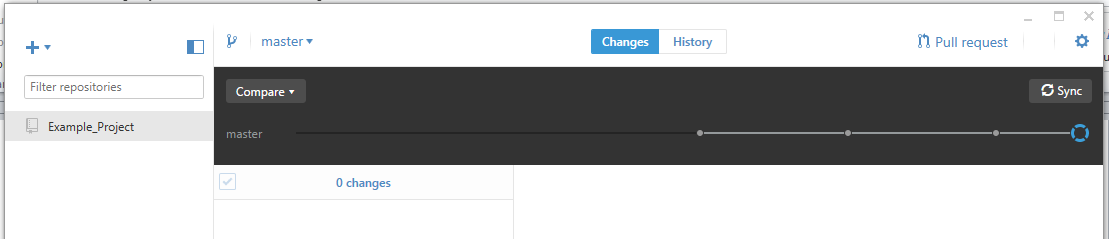 master
Changes
History
Pull request
Filter repositories
Compare
Sync
Example_Project
master
0 changes